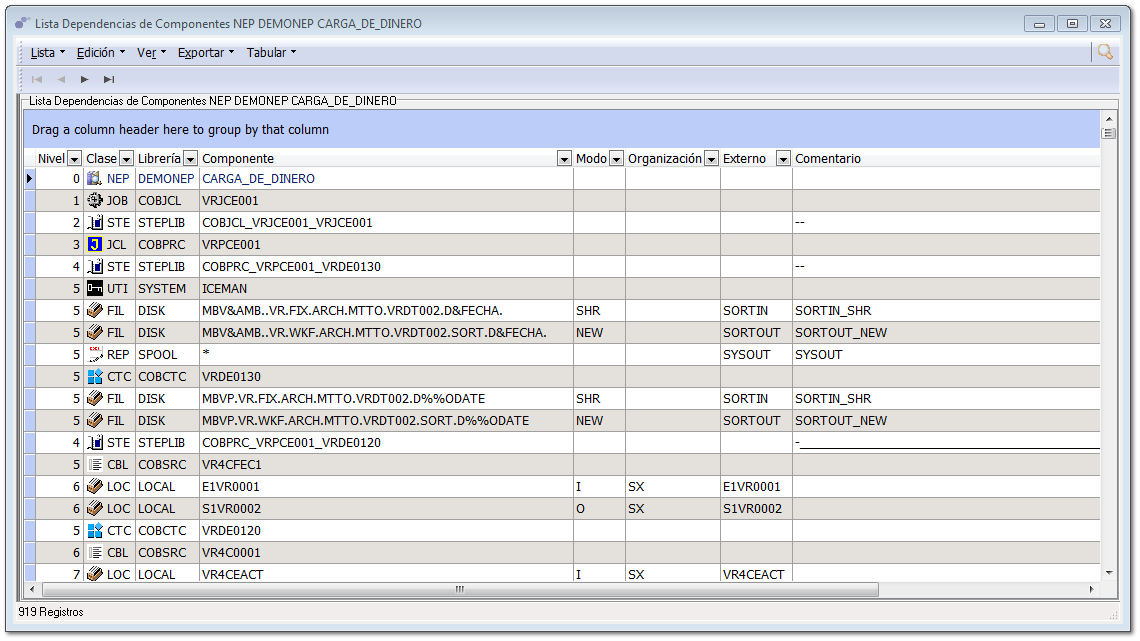 Lista Dependencias de Componentes NEP DEMONEP CARGA_DE_DINERO
Lista Edición Ver Exportar Tabular
Lista Dependencias de Componentes NEP DEMONEP CARGA_DE_DINERO
Drag a column header here to group by that column
Nivel Clase Librería Componente Modo Organización Externo Comentario
0 NEP DEMONEP CARGA_DE_DINERO
1 JOB COBJCL VRJCE001
2 STE STEPLIB COBJCL_VRJCE001_VRJCE001 --
3 JCL COBPRC VRPCE001
4 STE STEPLIB COBPRC_VRPCE001_VRDE0130 --
5 UTI SYSTEM ICEMAN
5 FIL DISK MBV&AMB..VR.FIX.ARCH.MTTO.VRDT002.D&FECHA. SHR SORTIN SORTIN_SHR
5 FIL DISK MBV&AMB..VR.WKF.ARCH.MTTO.VRDT002.SORT.D&FECHA. NEW SORTOUT SORTOUT_NEW
5 REP SPOOL * SYSOUT SYSOUT
5 CTC COBCTC VRDE0130
5 FIL DISK MBVP.VR.FIX.ARCH.MTTO.VRDT002.D%%ODATE SHR SORTIN SORTIN_SHR
5 FIL DISK MBVP.VR.WKF.ARCH.MTTO.VRDT002.SORT.D%%ODATE NEW SORTOUT SORTOUT_NEW
4 STE STEPLIB COBPRC_VRPCE001_VRDE0120 -
5 CBL COBSRC VR4CFEC1
6 LOC LOCAL E1VR0001 I SX E1VR0001
6 LOC LOCAL S1VR0002 O SX S1VR0002
5 CTC COBCTC VRDE0120
6 CBL COBSRC VR4C0001
7 LOC LOCAL VR4CEACT I SX VR4CEACT
919 Registros